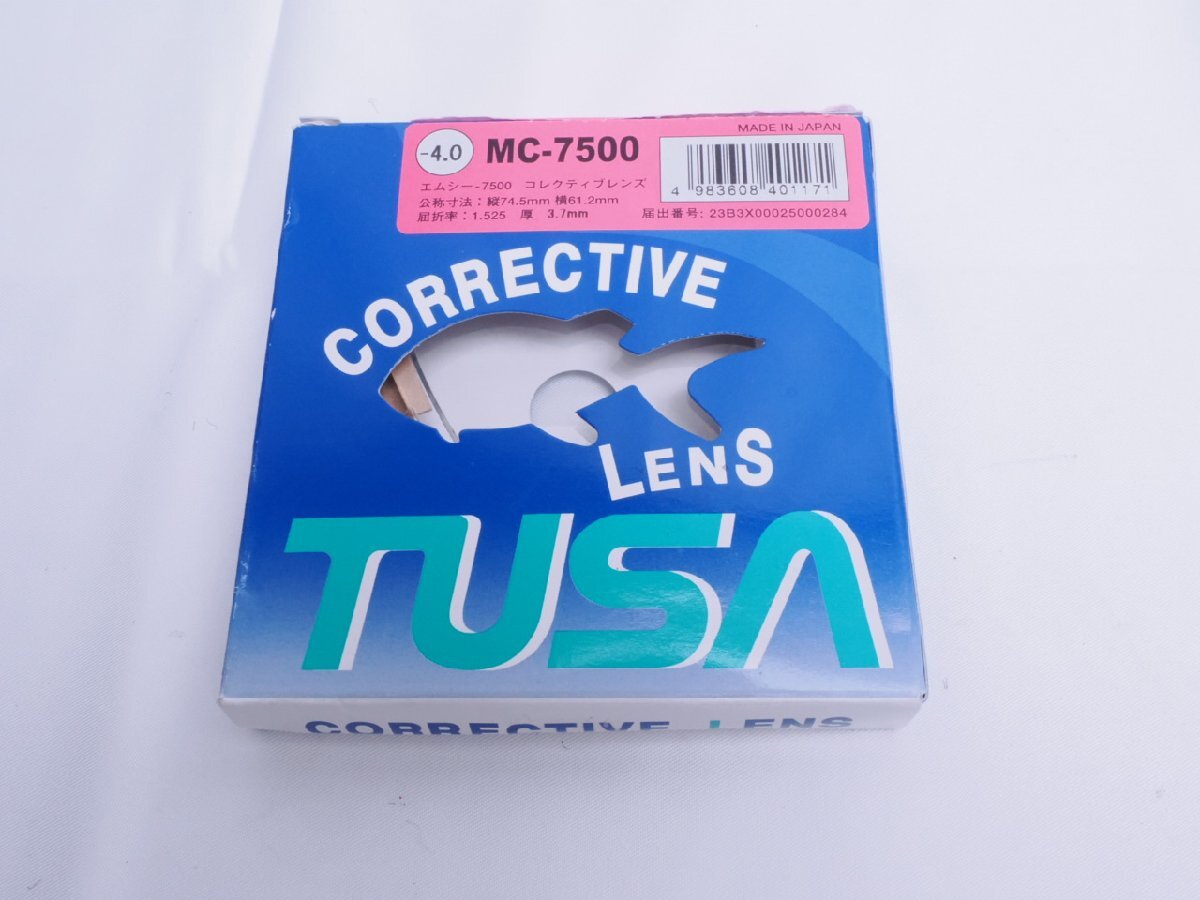 MADE IN JAPAN
-4.0 MC-7500
エムシー-7500 コレクティブレンズ
4 983608 401171
公称寸法：縦74.5mm 横61.2mm
屈折率：1.525 厚 3.7mm 届出番号：23B3X00025000284
CORRECTIVE
LENS
TUSA
CORRECTIVE LENS